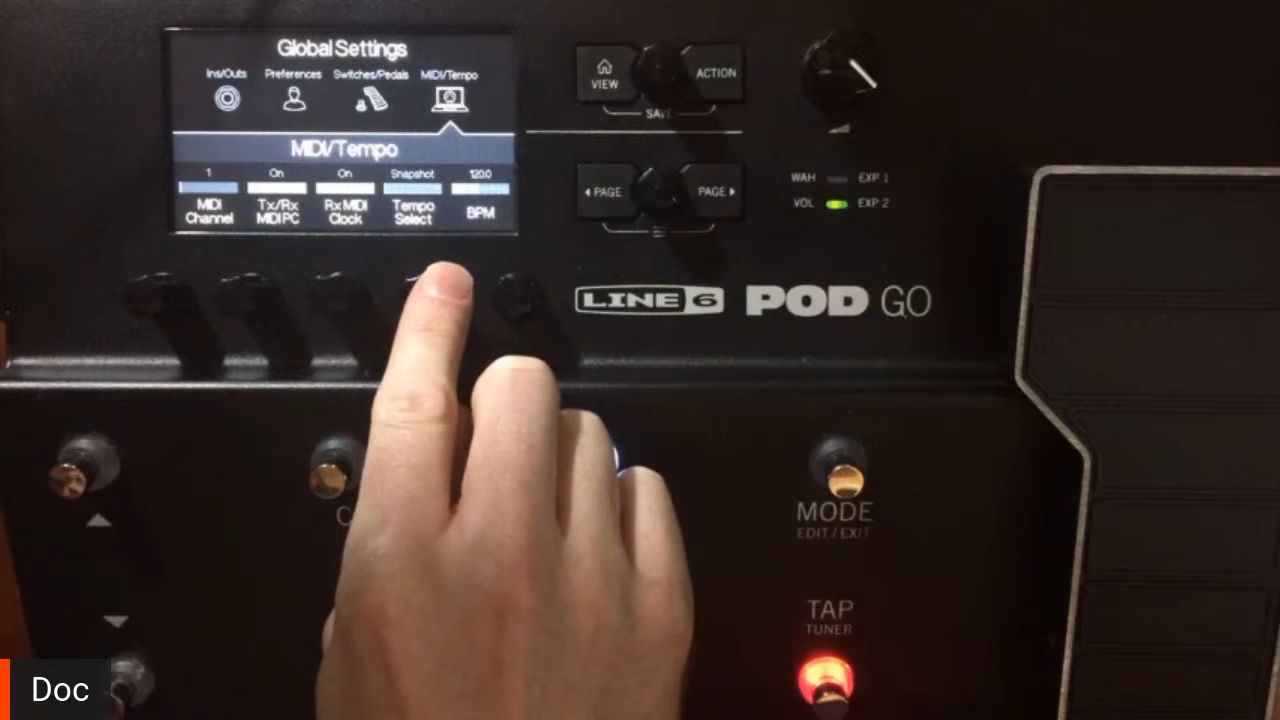 Global Settings
Ins/Outs Preferences Switches/Pedals MIDI/Tempo
MIDI/Tempo
1 On On Snapshot 120.0
MIDI Channel
Tx/Rx MIDI PC
Rx MIDI Clock
Tempo Select
BPM
VIEW
ACTION
SAVE
PAGE
PAGE
WAH EXP 1
VOL EXP 2
LINE 6 POD GO
MODE
EDIT/EXIT
TAP
TUNER
Doc